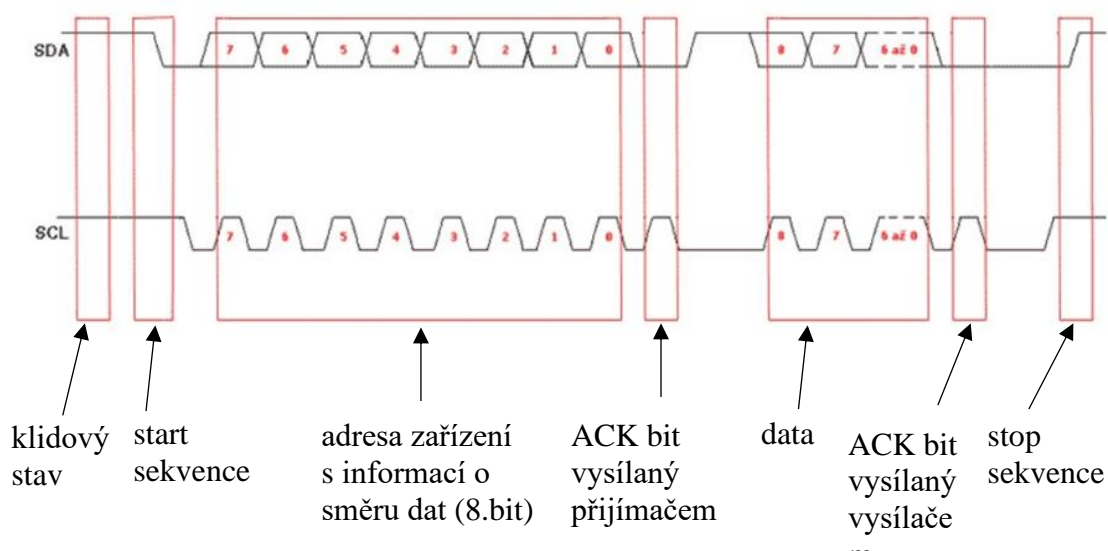 SDA 7 6 5 4 3 2 1 0 8 7 6 až 0
SCL 7 6 5 4 3 2 1 0 8 7 6 až 0
klidový
stav
start
sekvence
adresa zařízení
s informací o
směru dat (8.bit)
ACK bit
vysílaný
přijímačem
data
ACK bit
vysílaný
vysílače
stop
sekvence